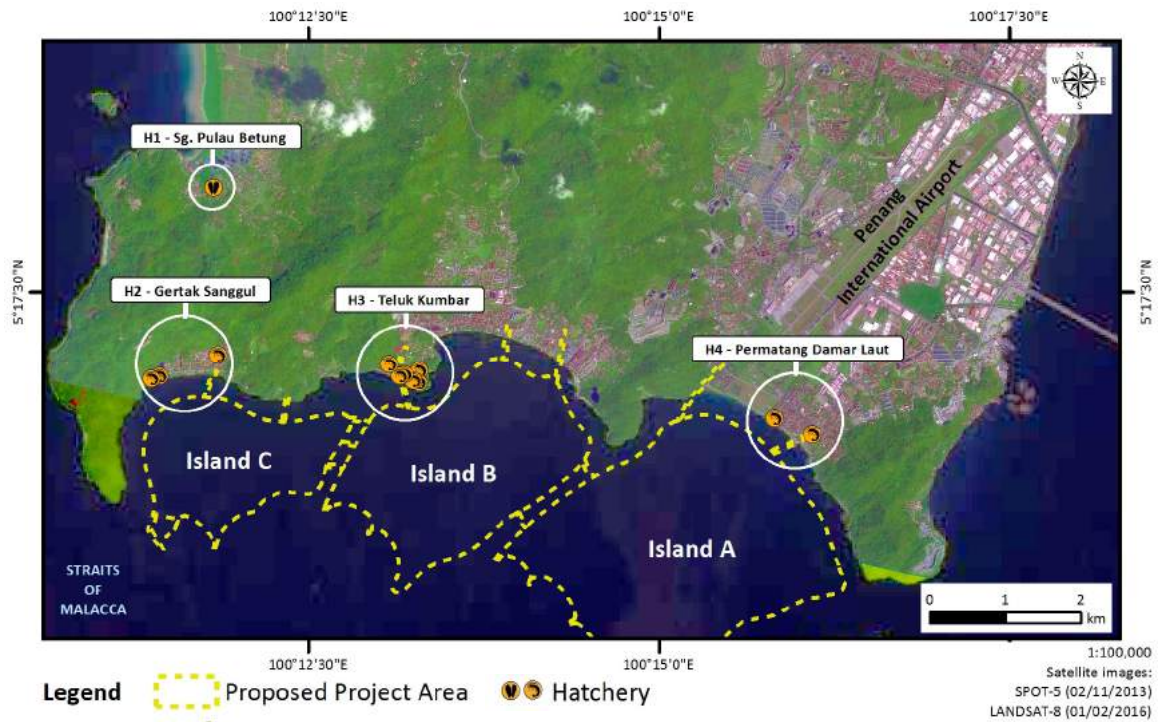 100°12'30"E 100°15'0"E 100°17'30"E
N
W E
S
H1 - Sg. Pulau Betung
Penang
International Airport
5°17'30"N 5°17'30"N
H2 - Gertak Sanggul
H3 - Teluk Kumbar
H4 - Permatang Damar Laut
Island C
Island B
Island A
STRAITS
OF
MALACCA
0 1 2
km
100°12'30"E 100°15'0"E 100°17'30"E
1:100,000
Legend Proposed Project Area Hatchery
Satellite images:
SPOT-5 (02/11/2013)
LANDSAT-8 (01/02/2016)